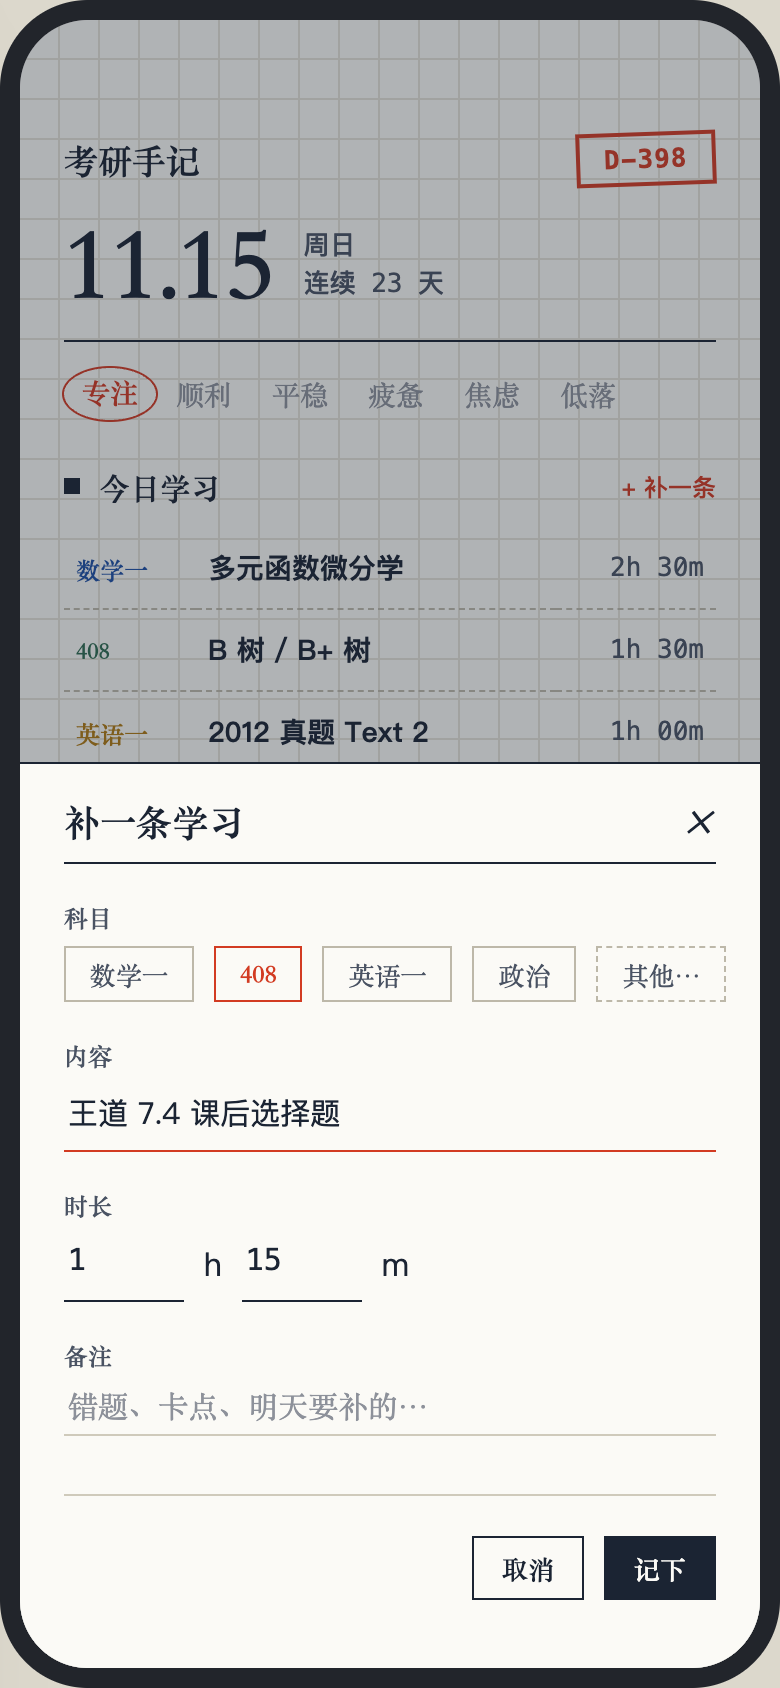 考研手记
D−398
11.15
周日
连续 23 天
专注 顺利 平稳 疲惫 焦虑 低落
今日学习
+ 补一条
数学一 多元函数微分学 2h 30m
408 B 树 / B+ 树 1h 30m
英语一 2012 真题 Text 2 1h 00m
补一条学习 ×
科目
数学一 408 英语一 政治 其他…
内容
王道 7.4 课后选择题
时长
1 h 15 m
备注
错题、卡点、明天要补的…
取消 记下